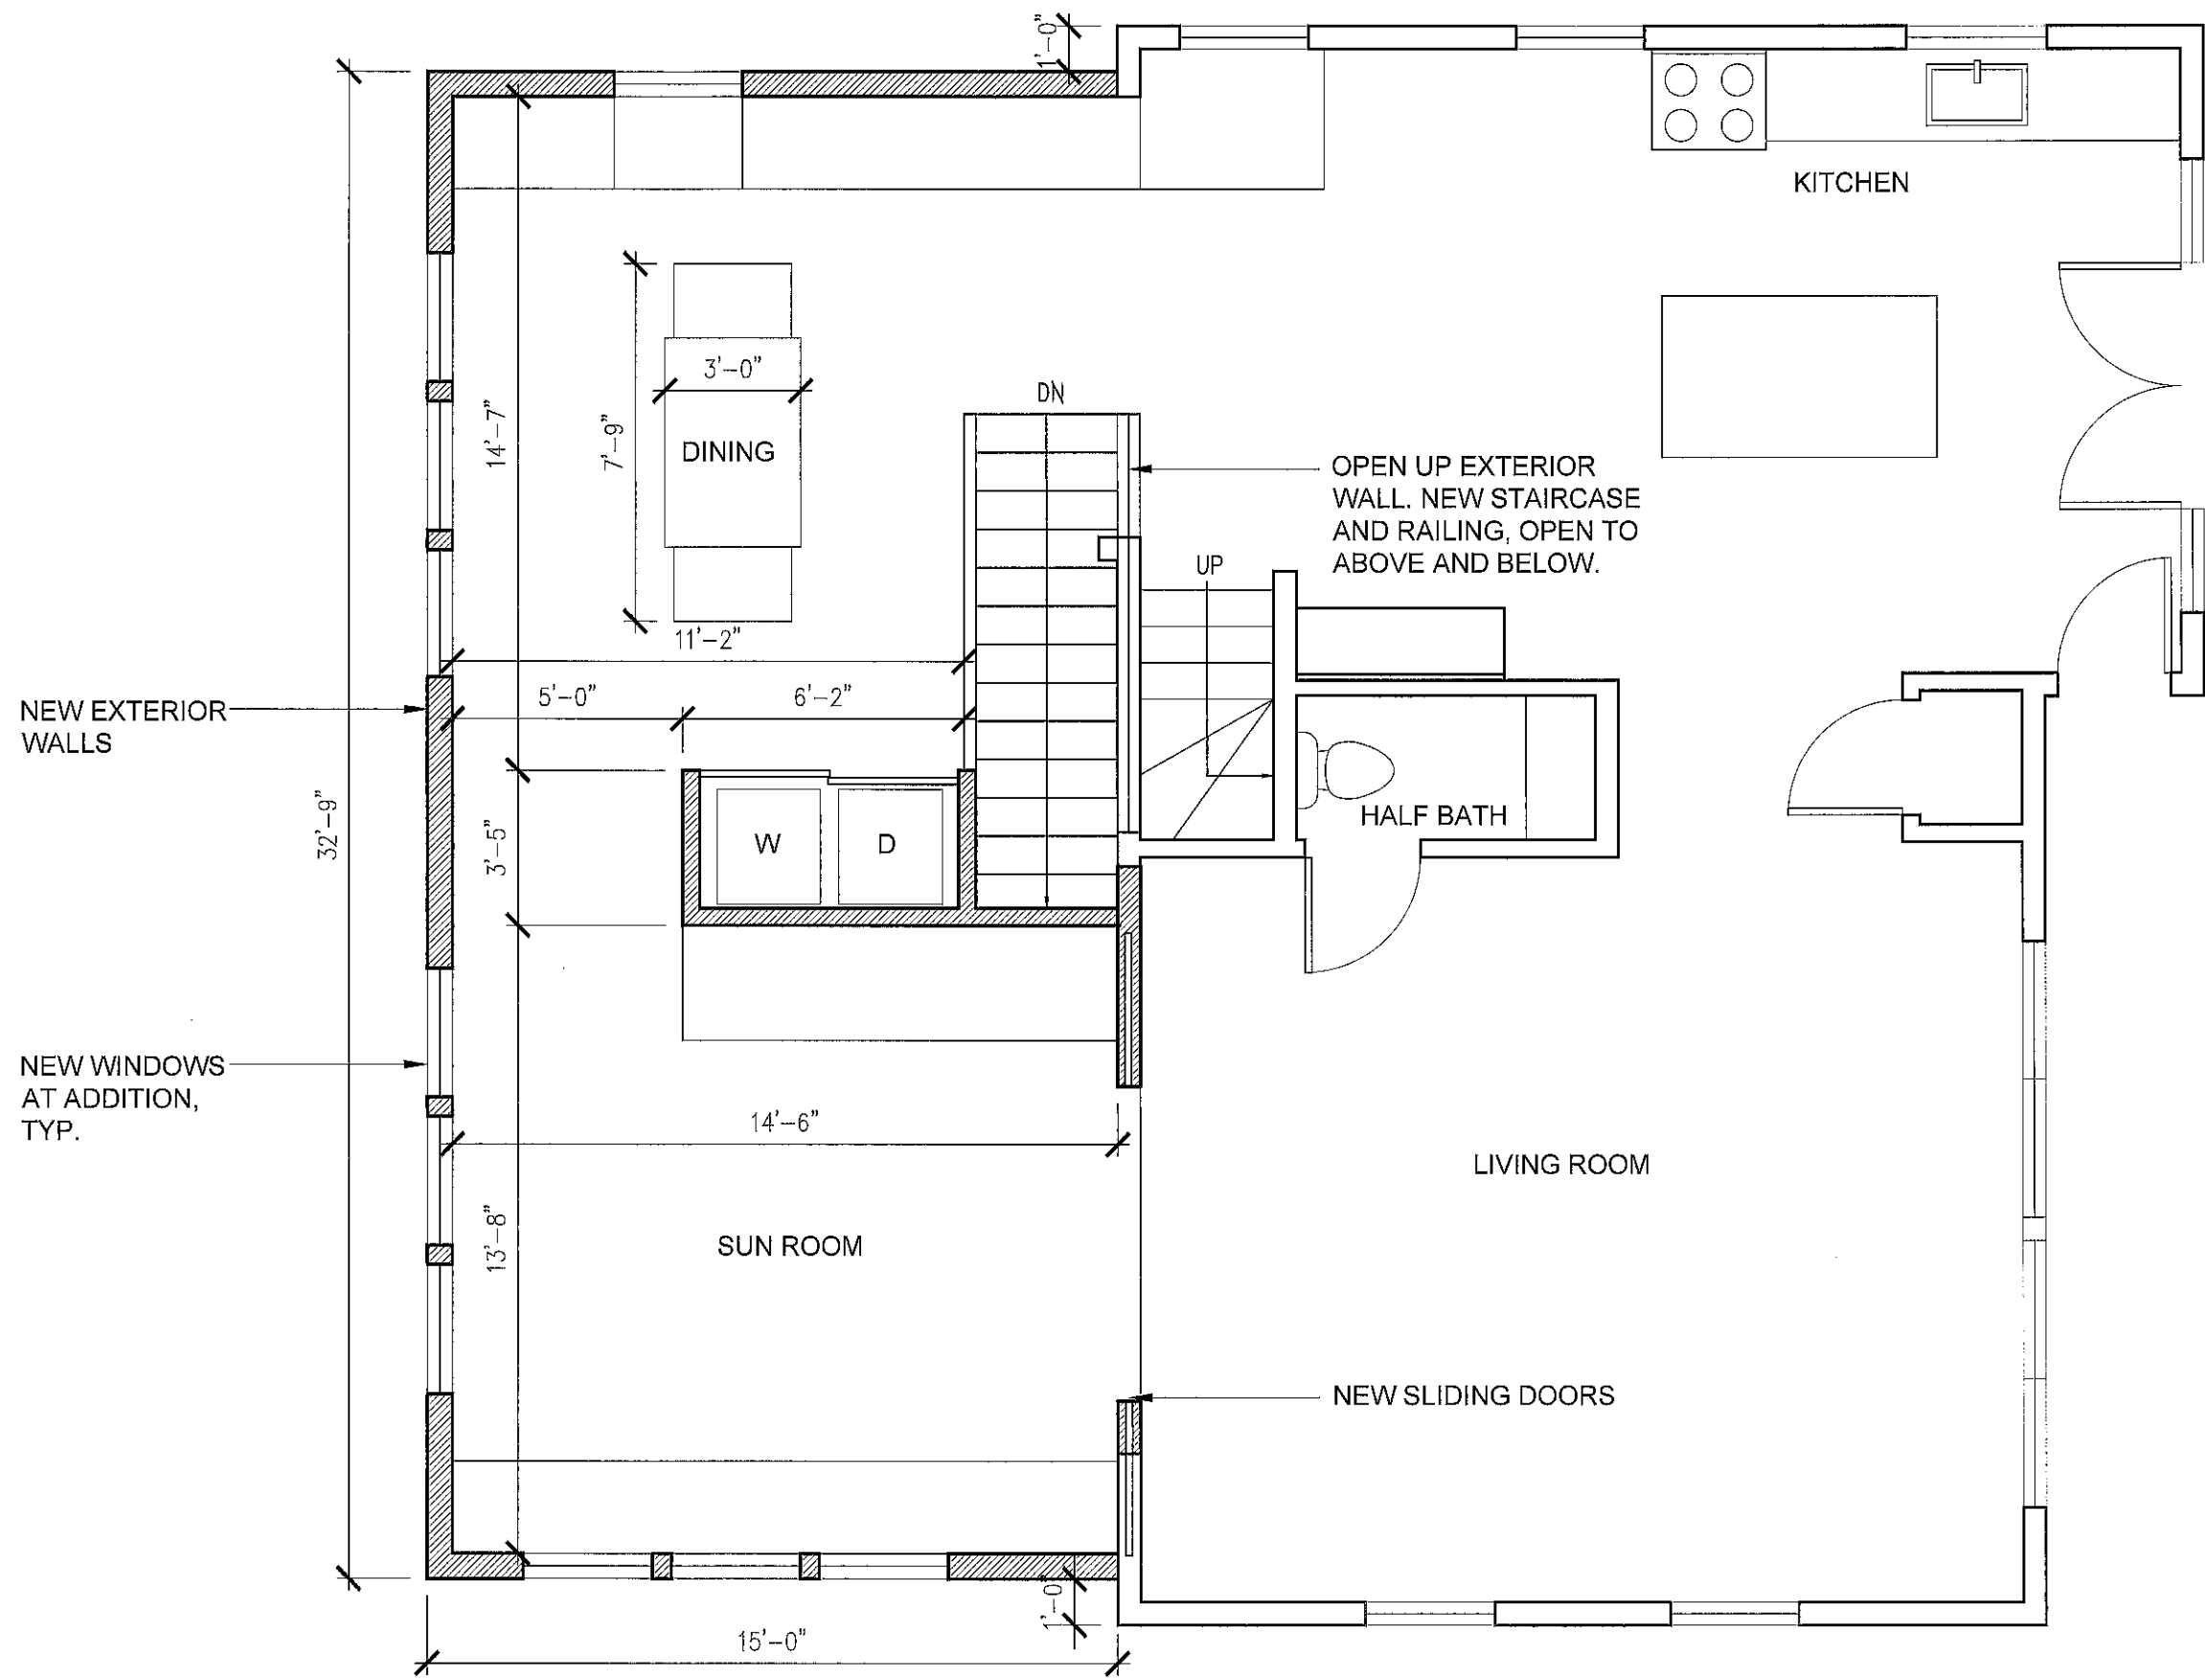 1'-0"
KITCHEN
3'-0"
14'-7"
7'-9"
DINING
DN
OPEN UP EXTERIOR
WALL. NEW STAIRCASE
AND RAILING, OPEN TO
ABOVE AND BELOW.
UP
11'-2"
5'-0"
6'-2"
NEW EXTERIOR
WALLS
32'-9"
3'-5"
W
D
HALF BATH
NEW WINDOWS
AT ADDITION,
TYP.
14'-6"
LIVING ROOM
13'-8"
SUN ROOM
NEW SLIDING DOORS
1'-0"
15'-0"